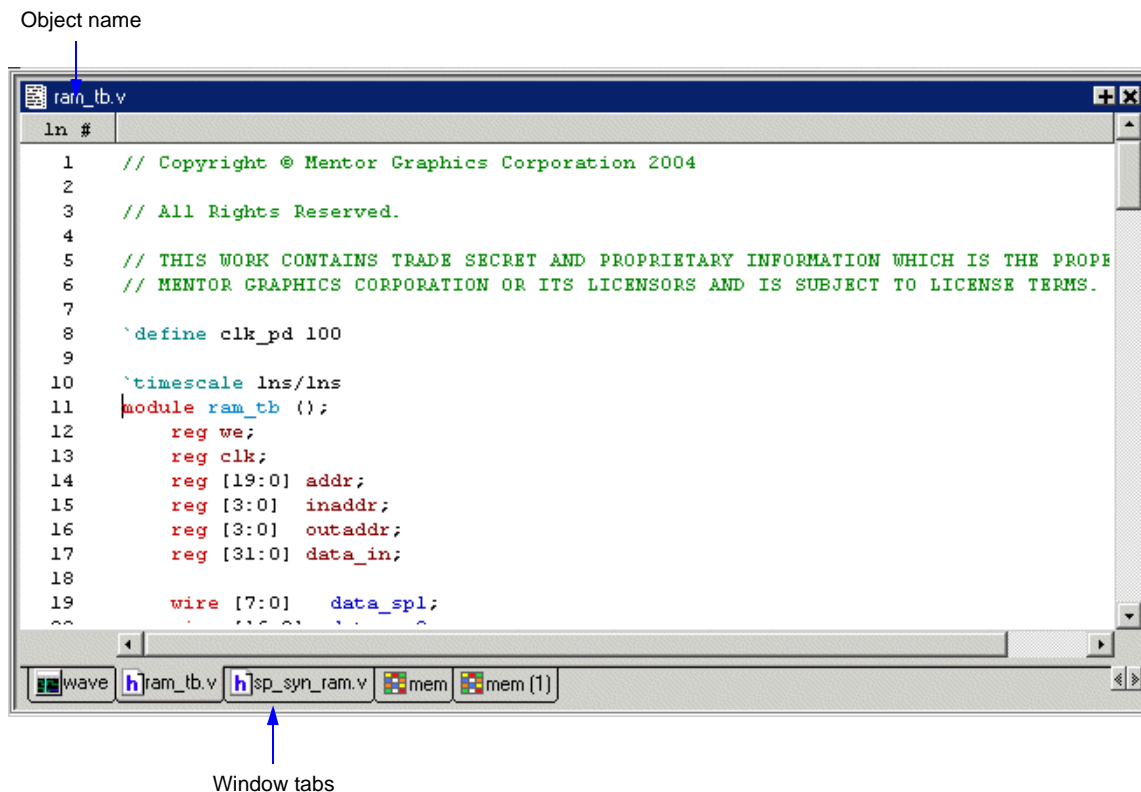 Object name
ram_tb.v
ln #
1 // Copyright © Mentor Graphics Corporation 2004
2
3 // All Rights Reserved.
4
5 // THIS WORK CONTAINS TRADE SECRET AND PROPRIETARY INFORMATION WHICH IS THE PROPE
6 // MENTOR GRAPHICS CORPORATION OR ITS LICENSORS AND IS SUBJECT TO LICENSE TERMS.
7
8 `define clk_pd 100
9
10 `timescale 1ns/1ns
11 module ram_tb ();
12 reg we;
13 reg clk;
14 reg [19:0] addr;
15 reg [3:0] inaddr;
16 reg [3:0] outaddr;
17 reg [31:0] data_in;
18
19 wire [7:0] data_sp1;
wave ram_tb.v sp_syn_ram.v mem mem (1)
Window tabs